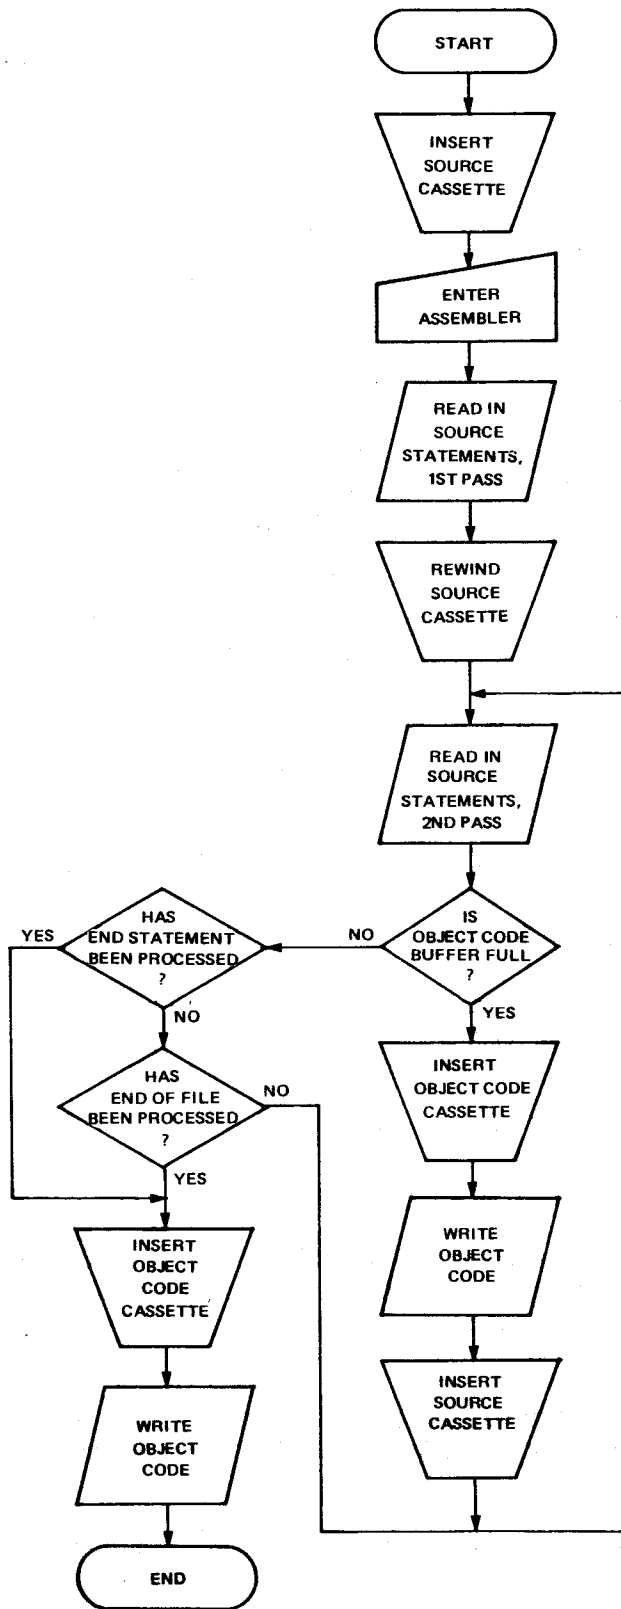 START
INSERT
SOURCE
CASSETTE
ENTER
ASSEMBLER
READ IN
SOURCE
STATEMENTS,
1ST PASS
REWIND
SOURCE
CASSETTE
READ IN
SOURCE
STATEMENTS,
2ND PASS
IS
OBJECT CODE
BUFFER FULL
?
NO
YES
HAS
END STATEMENT
BEEN PROCESSED
?
YES
NO
HAS
END OF FILE
BEEN PROCESSED
?
NO
YES
INSERT
OBJECT CODE
CASSETTE
WRITE
OBJECT
CODE
INSERT
SOURCE
CASSETTE
INSERT
OBJECT
CODE
CASSETTE
WRITE
OBJECT
CODE
END